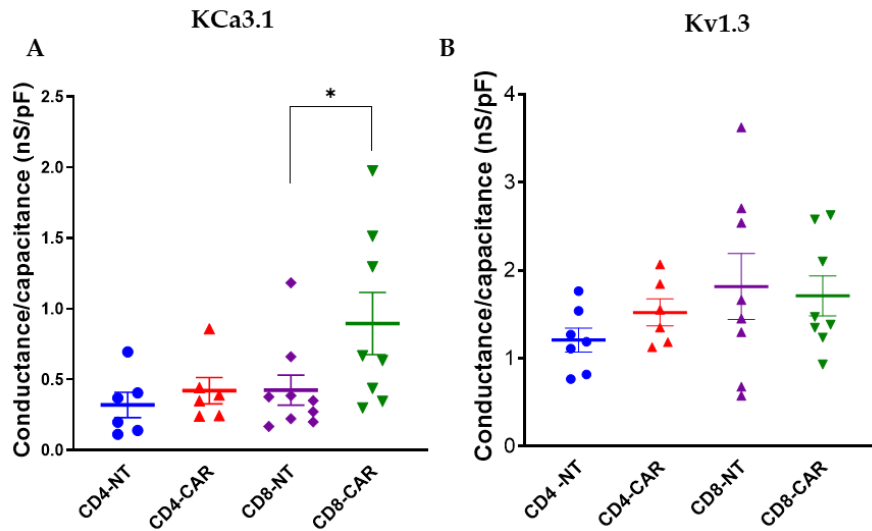 KCa3.1
Kv1.3
A
B
Conductance/capacitance (nS/pF)
2.5
2.0
1.5
1.0
0.5
0.0
*
CD4-NT
CD4-CAR
CD8-NT
CD8-CAR
Conductance/capacitance (nS/pF)
4
3
2
1
0
CD4 -NT
CD4-CAR
CD8-NT
CD8-CAR